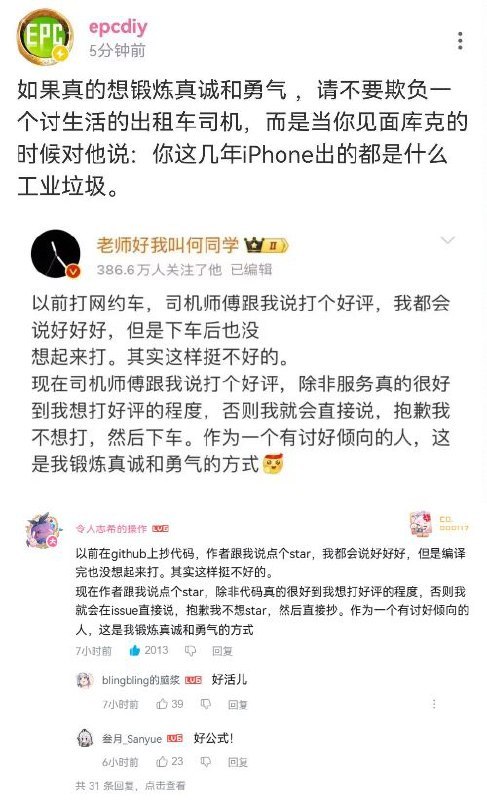 EPC
epcdiy
5分钟前
如果真的想锻炼真诚和勇气，请不要欺负一
个讨生活的出租车司机，而是当你见面库克的
时候对他说：你这几年iPhone出的都是什么
工业垃圾。
老师好我叫何同学 II
386.6万人关注了他 已编辑
以前打网约车，司机师傅跟我说打个好评，我都会
说好好好，但是下车后也没
想起来打。其实这样挺不好的。
现在司机师傅跟我说打个好评，除非服务真的很好
到我想打好评的程度，否则我就会直接说，抱歉我
不想打，然后下车。作为一个有讨好倾向的人，这
是我锻炼真诚和勇气的方式
令人志希的操作 LV6
CO.
000117
以前在github上抄代码，作者跟我说点个star，我都会说好好好，但是编译
完也没想起来打。其实这样挺不好的。
现在作者跟我说点个star，除非代码真的很好到我想打好评的程度，否则我
就会在issue直接说，抱歉我不想star，然后直接抄。作为一个有讨好倾向的
人，这是我锻炼真诚和勇气的方式
7小时前 2013 回复
blingbling的脑浆 LV6 好活儿
7小时前 39 回复
叁月_Sanyue LV6 好公式！
6小时前 23 回复
共 31 条回复，点击查看